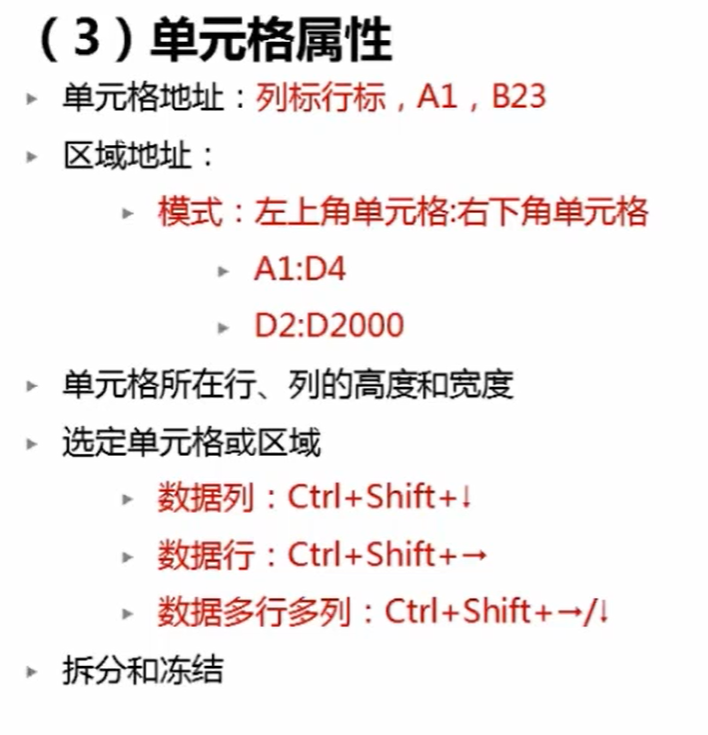 （3）单元格属性
单元格地址：列标行标，A1，B23
区域地址：
模式：左上角单元格:右下角单元格
A1:D4
D2:D2000
单元格所在行、列的高度和宽度
选定单元格或区域
数据列：Ctrl+Shift+↓
数据行：Ctrl+Shift+→
数据多行多列：Ctrl+Shift+→/↓
拆分和冻结